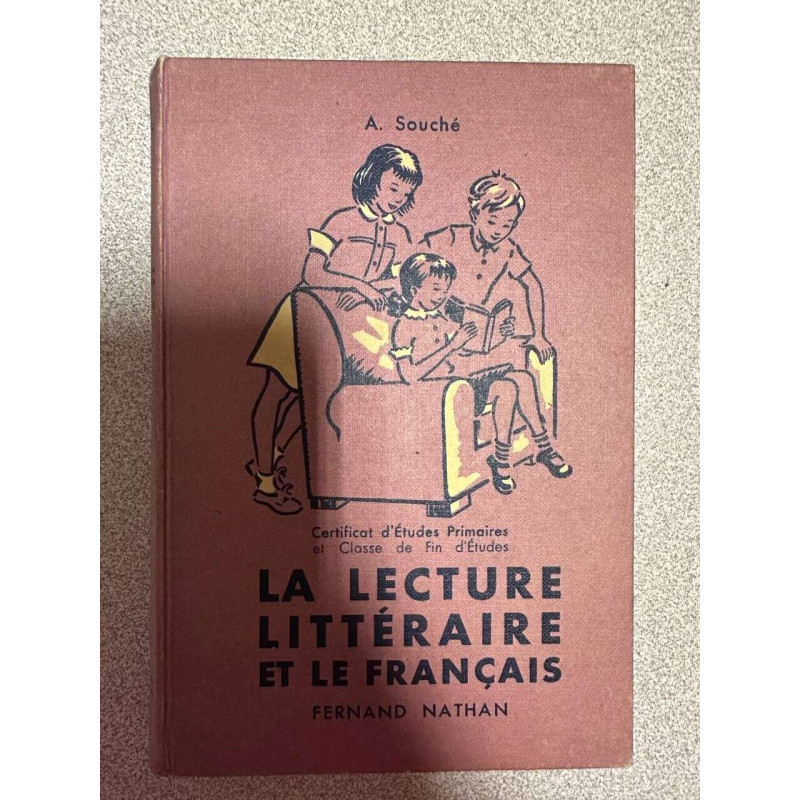 A. Souché
Certificat d'Études Primaires
et Classe de Fin d'Études
LA LECTURE
LITTÉRAIRE
ET LE FRANÇAIS
FERNAND NATHAN